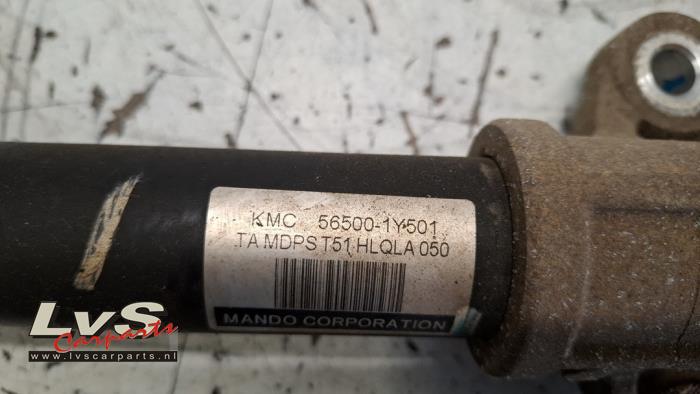 KMC 56500-1Y501
TA MDPS T51 HLQLA 050
MANDO CORPORATION
LvS
Carparts
www.lvscarparts.nl